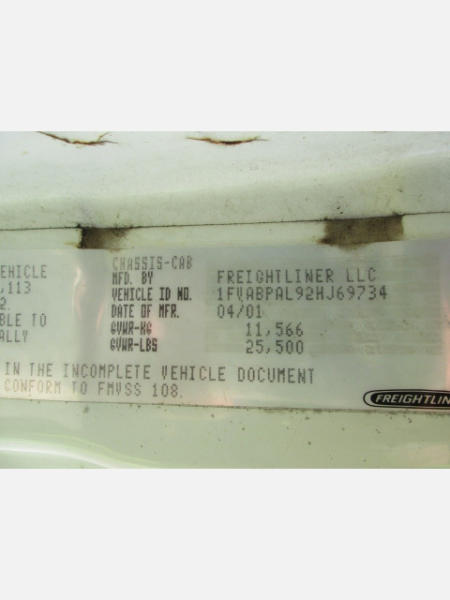 EHICLE CHASSIS-CAB
,113 MFD. BY FREIGHTLINER LLC
2. VEHICLE ID NO. 1FVABPAL92HJ69734
BLE TO DATE OF MFR. 04/01
ALLY GVWR-KG 11,566
GVWR-LBS 25,500
IN THE INCOMPLETE VEHICLE DOCUMENT
CONFORM TO FMVSS 108.
FREIGHTLIN